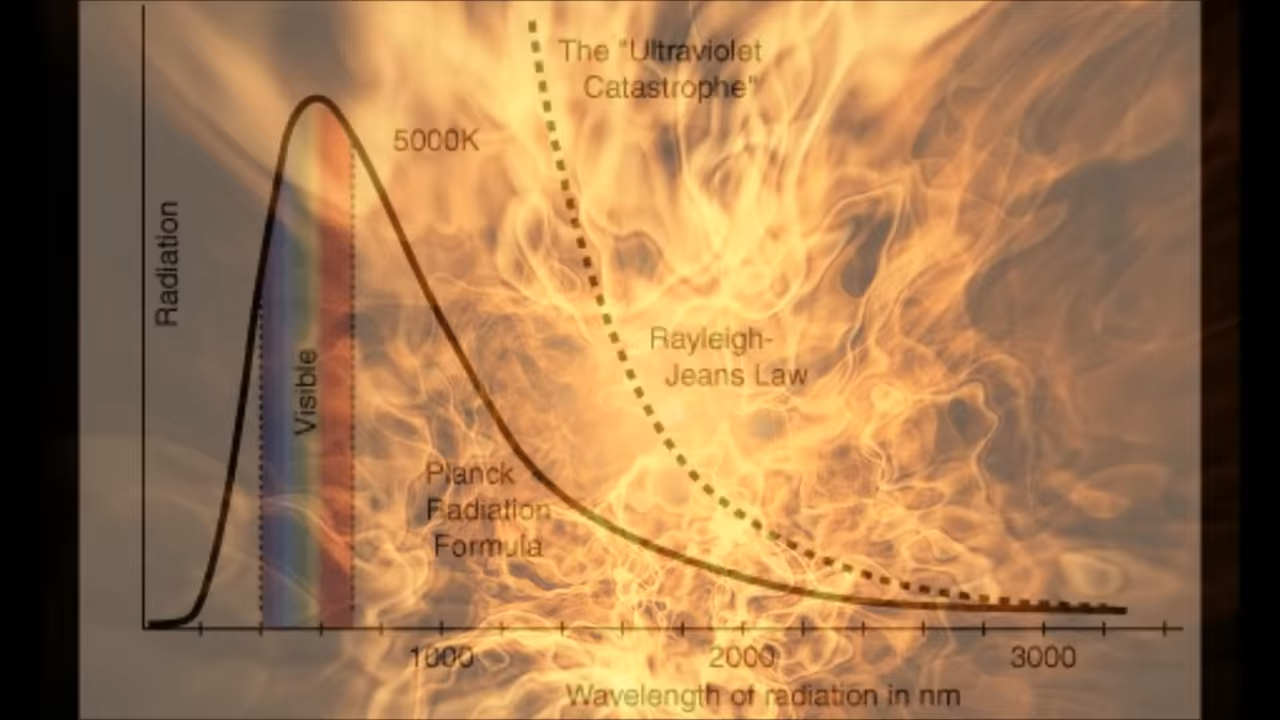 The "Ultraviolet
Catastrophe"
5000K
Radiation
Rayleigh-
Jeans Law
Visible
Planck
Radiation
Formula
1000
2000
3000
Wavelength of radiation in nm